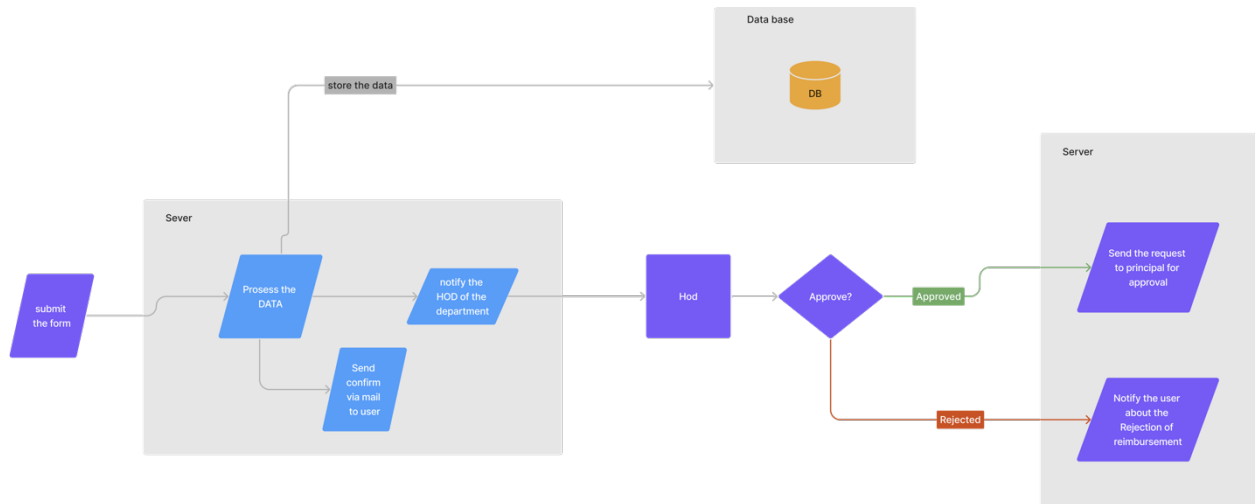 Data base
DB
store the data
Server
Sever
submit
the form
Prosess the
DATA
notify the
HOD of the
department
Send
confirm
via mail
to user
Hod
Approve?
Approved
Rejected
Send the request
to principal for
approval
Notify the user
about the
Rejection of
reimbursement